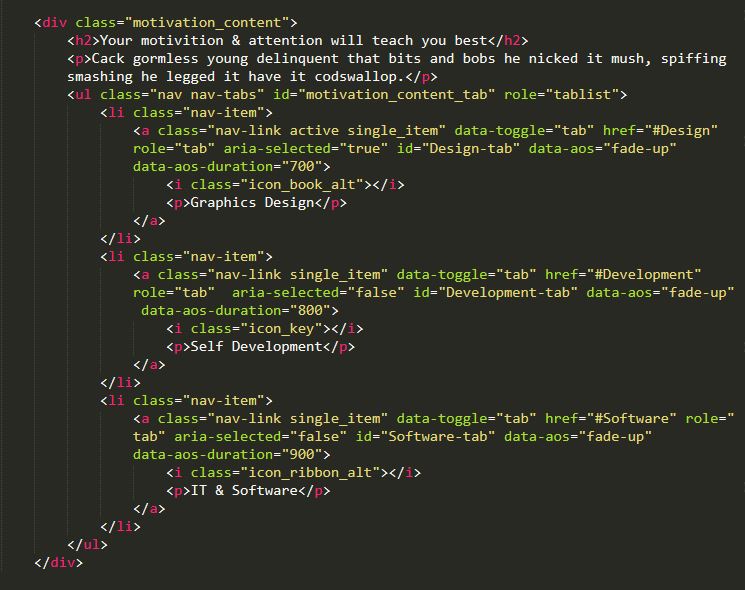 <div class="motivation_content">
<h2>Your motivition & attention will teach you best</h2>
<p>Cack gormless young delinquent that bits and bobs he nicked it mush, spiffing
smashing he legged it have it codswallop.</p>
<ul class="nav nav-tabs" id="motivation_content_tab" role="tablist">
<li class="nav-item">
<a class="nav-link active single_item" data-toggle="tab" href="#Design"
role="tab" aria-selected="true" id="Design-tab" data-aos="fade-up"
data-aos-duration="700">
<i class="icon_book_alt"></i>
<p>Graphics Design</p>
</a>
</li>
<li class="nav-item">
<a class="nav-link single_item" data-toggle="tab" href="#Development"
role="tab"  aria-selected="false" id="Development-tab" data-aos="fade-up"
data-aos-duration="800">
<i class="icon_key"></i>
<p>Self Development</p>
</a>
</li>
<li class="nav-item">
<a class="nav-link single_item" data-toggle="tab" href="#Software" role="
tab" aria-selected="false" id="Software-tab" data-aos="fade-up"
data-aos-duration="900">
<i class="icon_ribbon_alt"></i>
<p>IT & Software</p>
</a>
</li>
</ul>
</div>